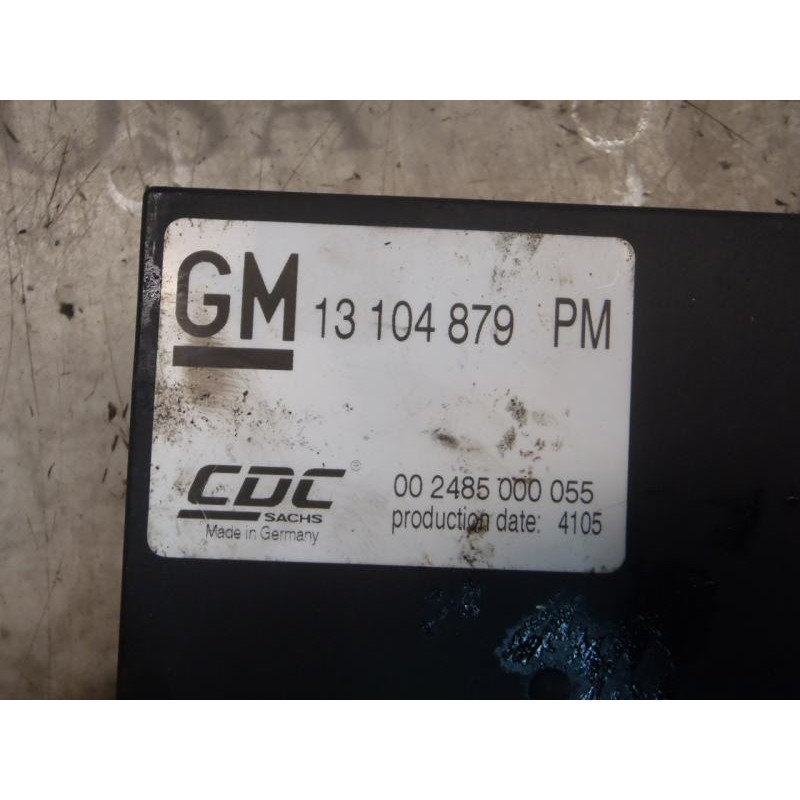 GM 13 104 879 PM
CDC ®
SACHS
Made in Germany
00 2485 000 055
production date: 4105